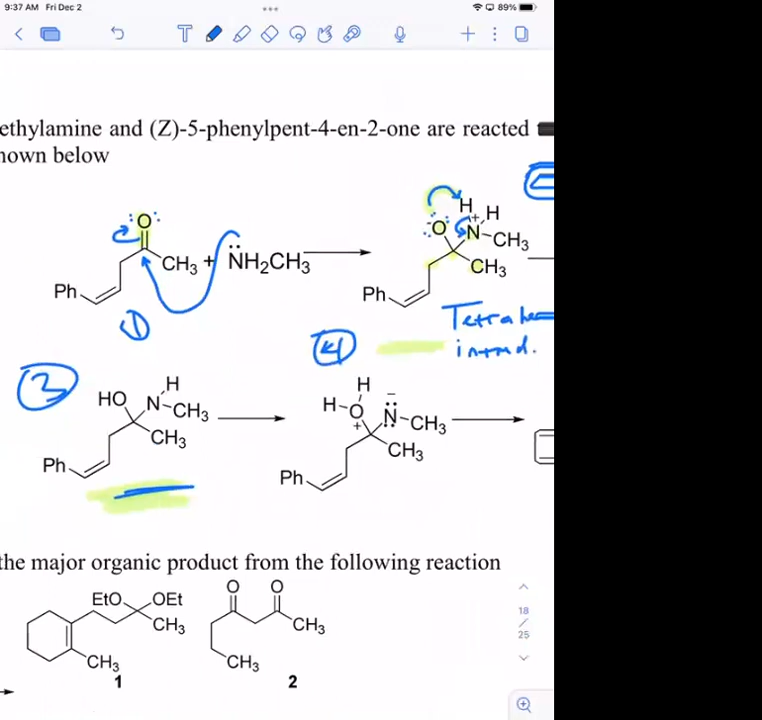 9:37 AM Fri Dec 2
89%
ethylamine and (Z)-5-phenylpent-4-en-2-one are reacted
nown below
O
CH3 + NH2CH3
Ph
1
H
H
O
N-CH3
+
CH3
Ph
Tetrahe
intmd.
3
HO
H
N-CH3
CH3
Ph
4
H
H-O
+
N-CH3
CH3
Ph
the major organic product from the following reaction
EtO OEt
CH3
CH3
1
O O
CH3
CH3
2
18
/
25